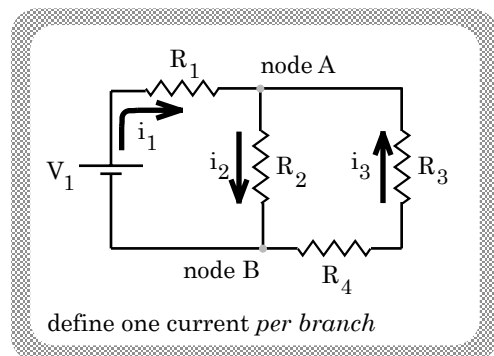 R1
node A
i1
V1
i2
R2
i3
R3
node B
R4
define one current per branch